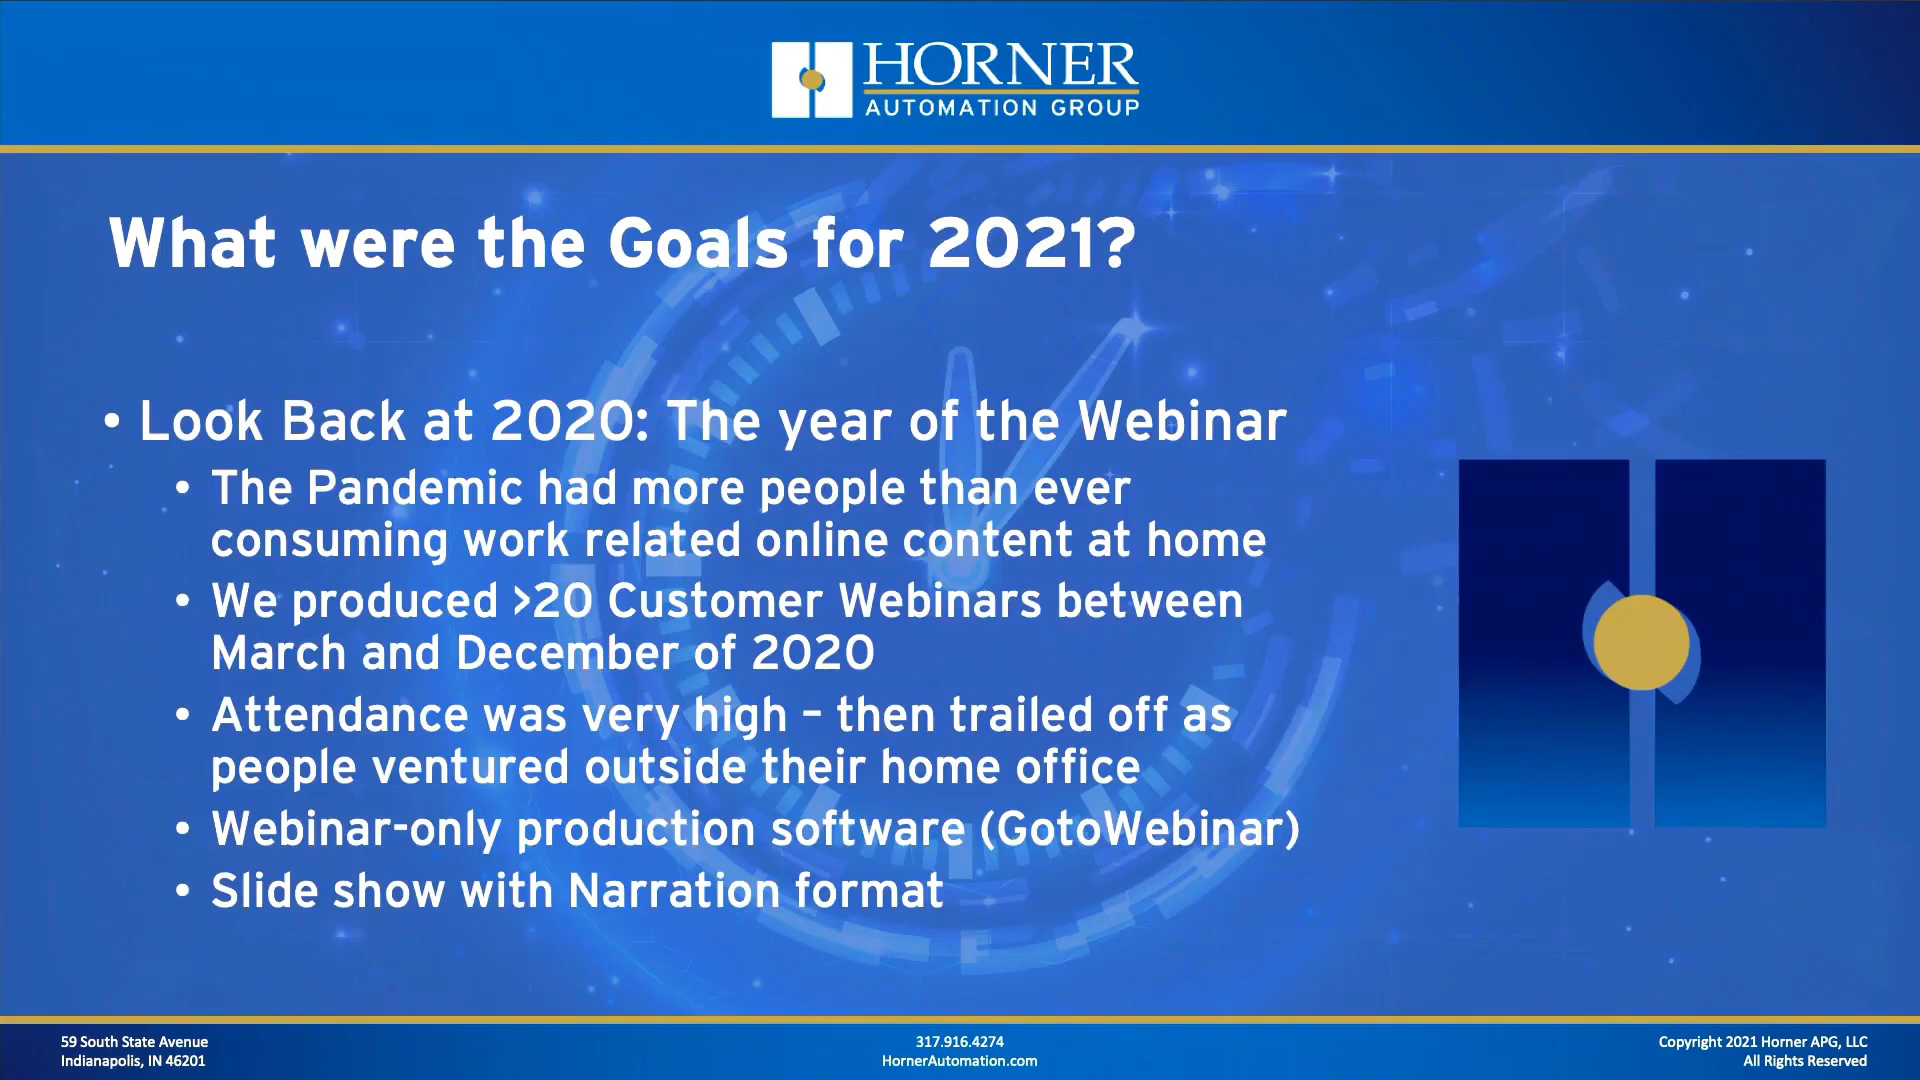 HORNER
AUTOMATION GROUP
What were the Goals for 2021?
• Look Back at 2020: The year of the Webinar
• The Pandemic had more people than ever
consuming work related online content at home
• We produced >20 Customer Webinars between
March and December of 2020
• Attendance was very high – then trailed off as
people ventured outside their home office
• Webinar-only production software (GotoWebinar)
• Slide show with Narration format
59 South State Avenue
Indianapolis, IN 46201
317.916.4274
HornerAutomation.com
Copyright 2021 Horner APG, LLC
All Rights Reserved